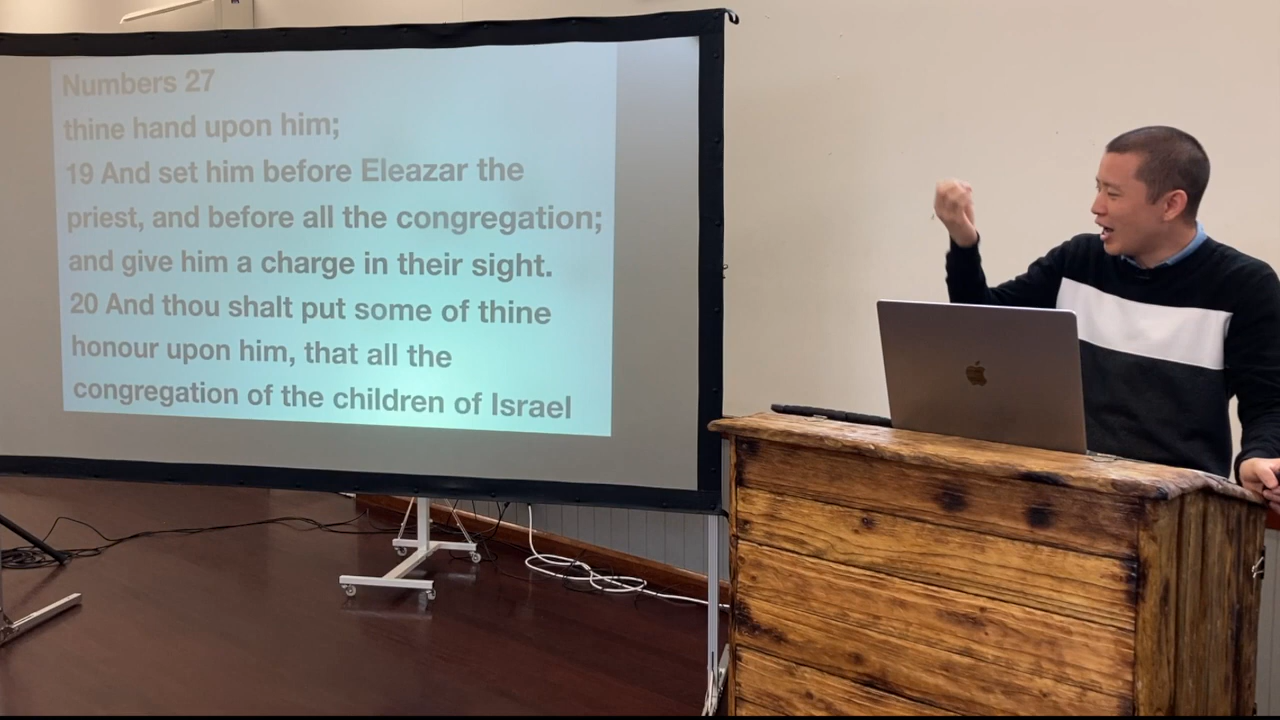 Numbers 27
thine hand upon him;
19 And set him before Eleazar the
priest, and before all the congregation;
and give him a charge in their sight.
20 And thou shalt put some of thine
honour upon him, that all the
congregation of the children of Israel